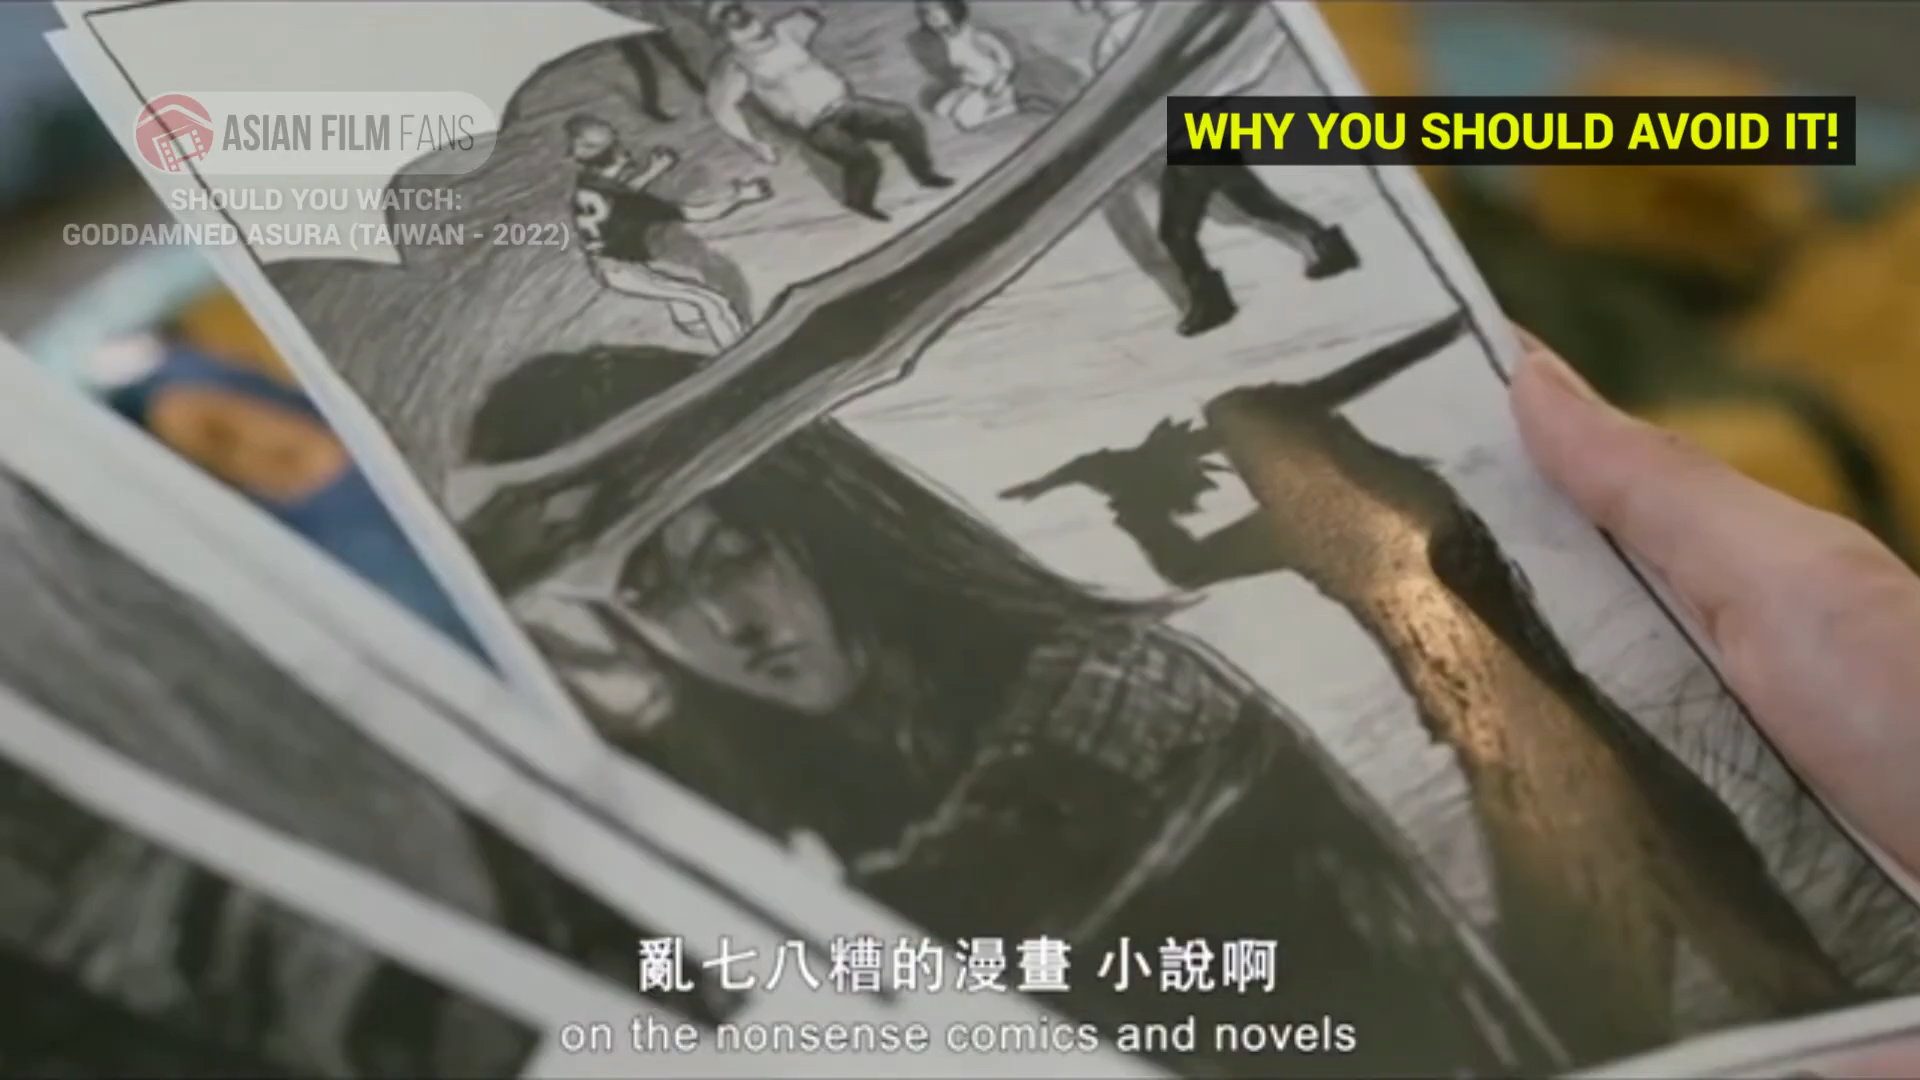 ASIAN FILM FANS
SHOULD YOU WATCH:
GODDAMNED ASURA (TAIWAN - 2022)
WHY YOU SHOULD AVOID IT!
亂七八糟的漫畫 小說啊
on the nonsense comics and novels